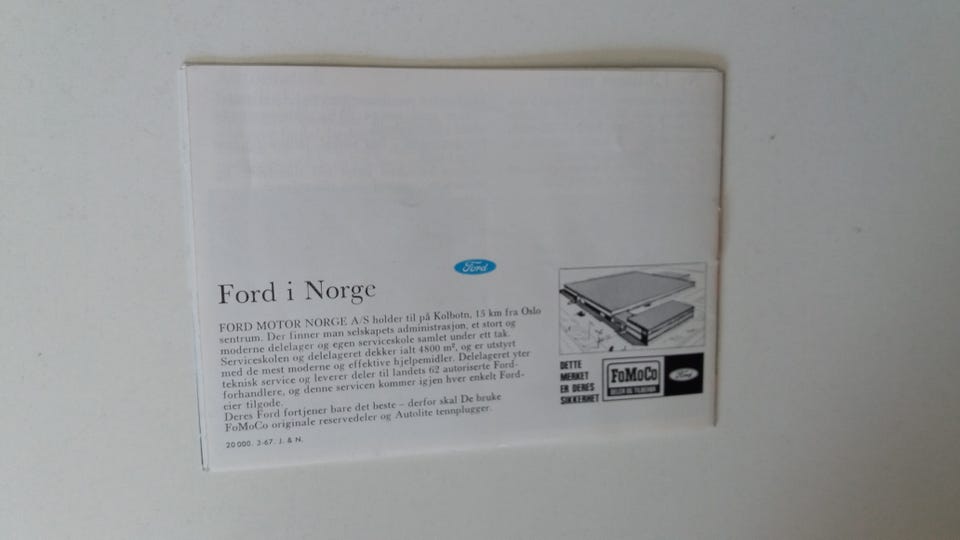 Ford
Ford i Norge
FORD MOTOR NORGE A/S holder til på Kolbotn, 15 km fra Oslo
sentrum. Der finner man selskapets administrasjon, et stort og
moderne delelager og egen serviceskole samlet under ett tak.
Serviceskolen og delelageret dekker ialt 4800 m², og er utstyrt
med de mest moderne og effektive hjelpemidler. Delelageret yter
teknisk service og leverer deler til landets 62 autoriserte Ford-
forhandlere, og denne servicen kommer igjen hver enkelt Ford-
eier tilgode.
Deres Ford fortjener bare det beste – derfor skal De bruke
FoMoCo originale reservedeler og Autolite tennplugger.
20 000. 3-67. J. & N.
DETTE
MERKET
ER DERES
SIKKERHET
FoMoCo
DELER OG TILBEHØR
Ford